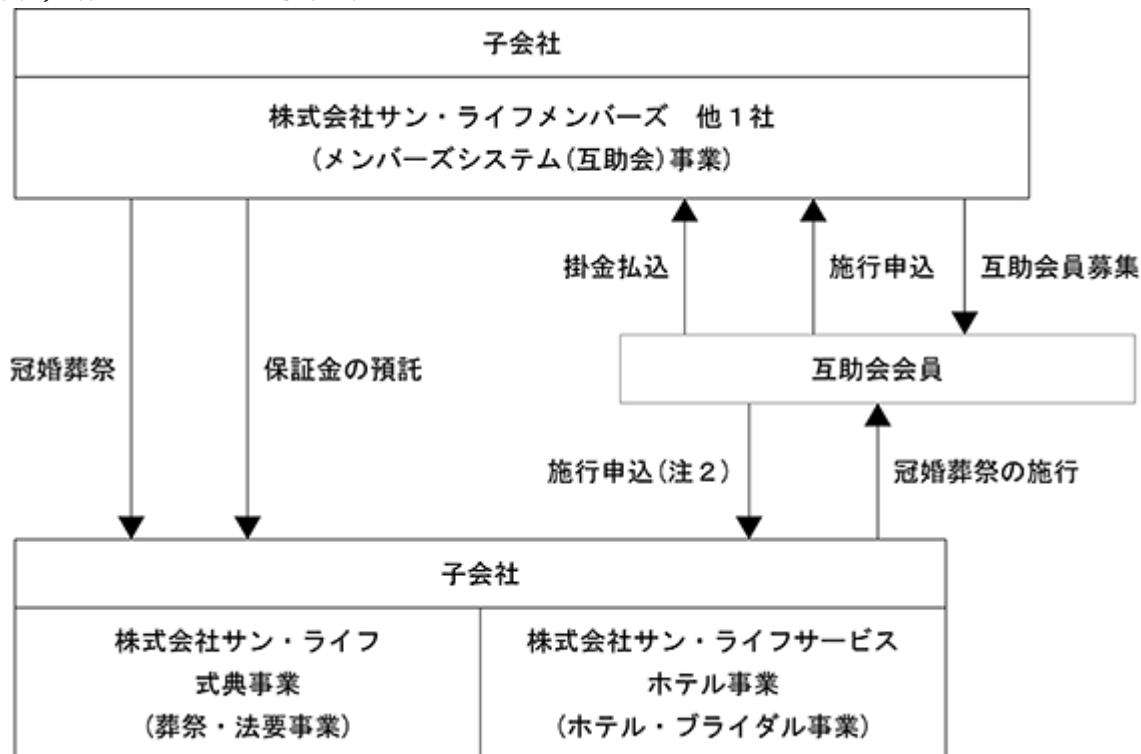 子会社
株式会社サン・ライフメンバーズ　他１社
(メンバーズシステム(互助会)事業)
掛金払込
施行申込
互助会員募集
冠婚葬祭
保証金の預託
互助会会員
施行申込(注２)
冠婚葬祭の施行
子会社
株式会社サン・ライフ
式典事業
(葬祭・法要事業)
株式会社サン・ライフサービス
ホテル事業
(ホテル・ブライダル事業)